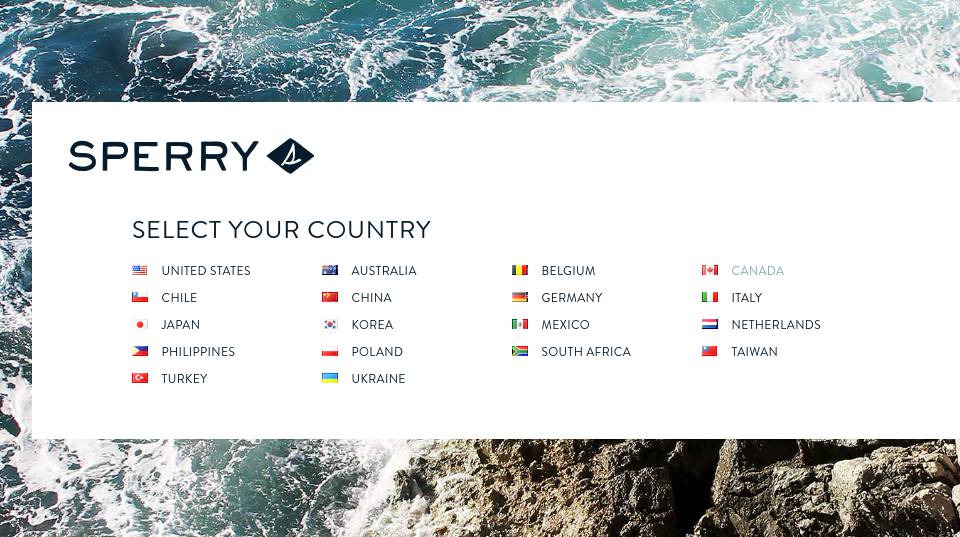 SPERRY
SELECT YOUR COUNTRY
UNITED STATES AUSTRALIA BELGIUM CANADA
CHILE CHINA GERMANY ITALY
JAPAN KOREA MEXICO NETHERLANDS
PHILIPPINES POLAND SOUTH AFRICA TAIWAN
TURKEY UKRAINE